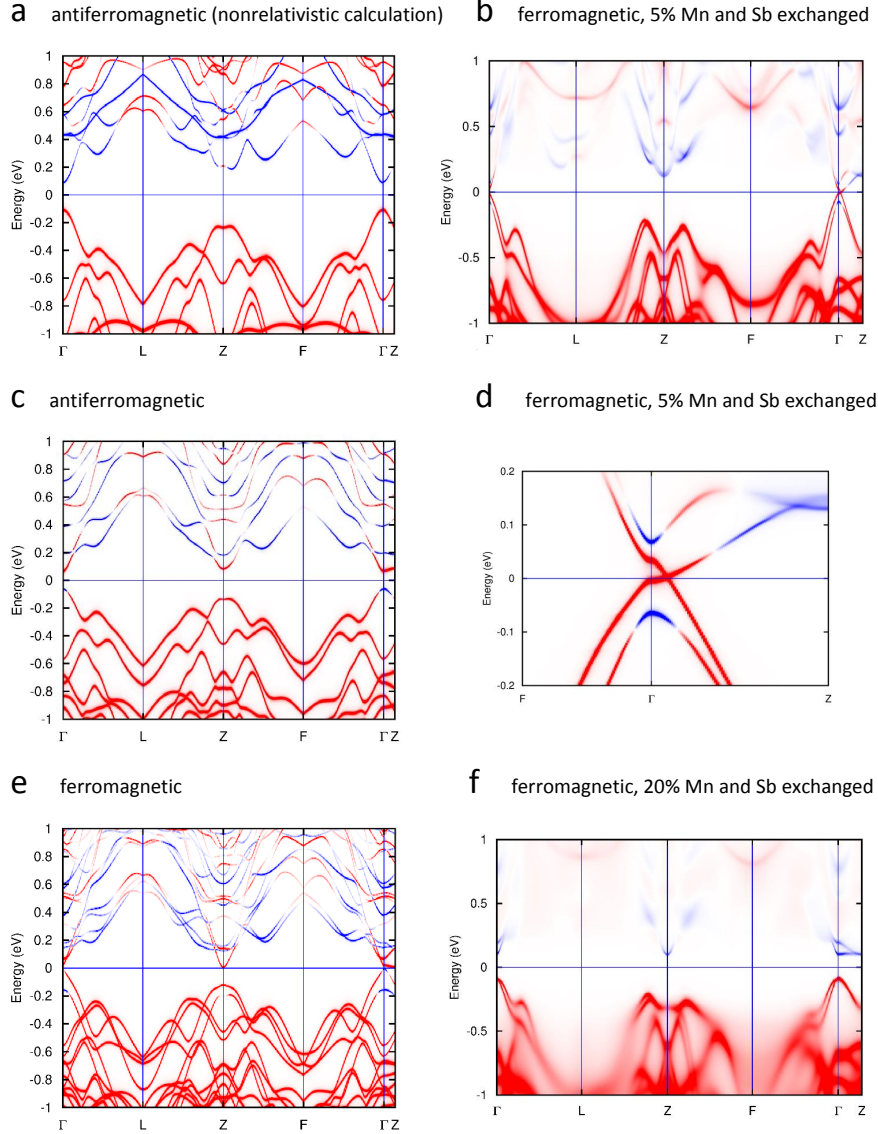 a antiferromagnetic (nonrelativistic calculation)
1
0.8
0.6
0.4
0.2
0
-0.2
-0.4
-0.6
-0.8
-1
Energy (eV)
Γ L Z F Γ Z
b ferromagnetic, 5% Mn and Sb exchanged
1
0.5
0
-0.5
-1
Energy (eV)
Γ L Z F Γ Z
c antiferromagnetic
1
0.8
0.6
0.4
0.2
0
-0.2
-0.4
-0.6
-0.8
-1
Energy (eV)
Γ L Z F Γ Z
d ferromagnetic, 5% Mn and Sb exchanged
0.2
0.1
0
-0.1
-0.2
Energy (eV)
F Γ Z
e ferromagnetic
1
0.8
0.6
0.4
0.2
0
-0.2
-0.4
-0.6
-0.8
-1
Energy (eV)
Γ L Z F Γ Z
f ferromagnetic, 20% Mn and Sb exchanged
1
0.5
0
-0.5
-1
Energy (eV)
Γ L Z F Γ Z